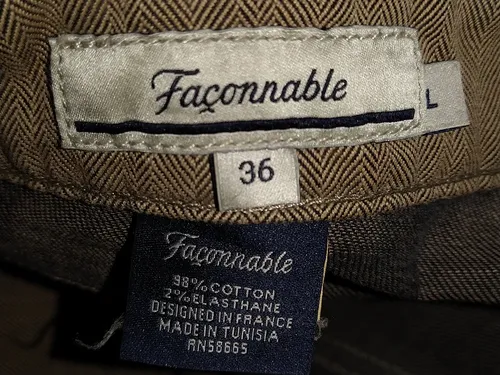 Façonnable
L
36
Façonnable
98% COTTON
2% ELASTHANE
DESIGNED IN FRANCE
MADE IN TUNISIA
RN58665